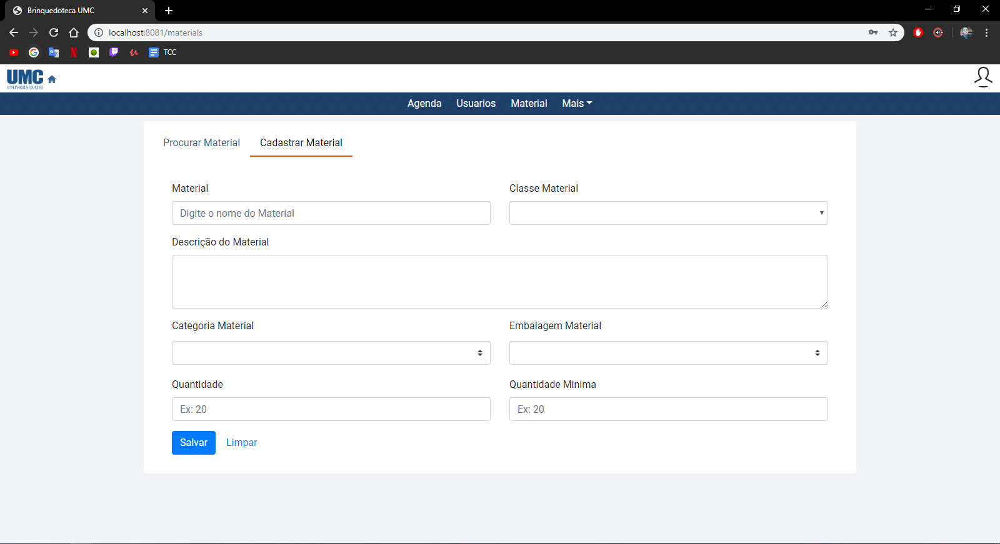 Brinquedoteca UMC
localhost:8081/materials
TCC
UMC
UNIVERSIDADE
Agenda Usuarios Material Mais
Procurar Material Cadastrar Material
Material Classe Material
Digite o nome do Material
Descrição do Material
Categoria Material Embalagem Material
Quantidade Quantidade Minima
Ex: 20 Ex: 20
Salvar Limpar